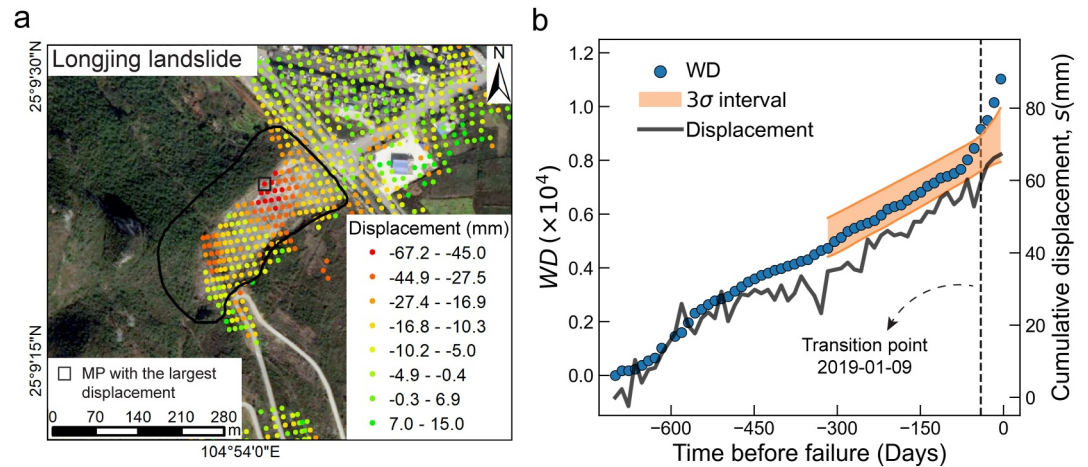 a
Longjing landslide
N
25°9'30"N
25°9'15"N
Displacement (mm)
-67.2 - -45.0
-44.9 - -27.5
-27.4 - -16.9
-16.8 - -10.3
-10.2 - -5.0
-4.9 - -0.4
-0.3 - 6.9
7.0 - 15.0
MP with the largest
displacement
0 70 140 210 280
m
104°54'0"E
b
WD
3σ interval
Displacement
WD (×10⁴)
1.2
1.0
0.8
0.6
0.4
0.2
0.0
Cumulative displacement, s(mm)
80
60
40
20
0
Transition point
2019-01-09
−600 −450 −300 −150 0
Time before failure (Days)